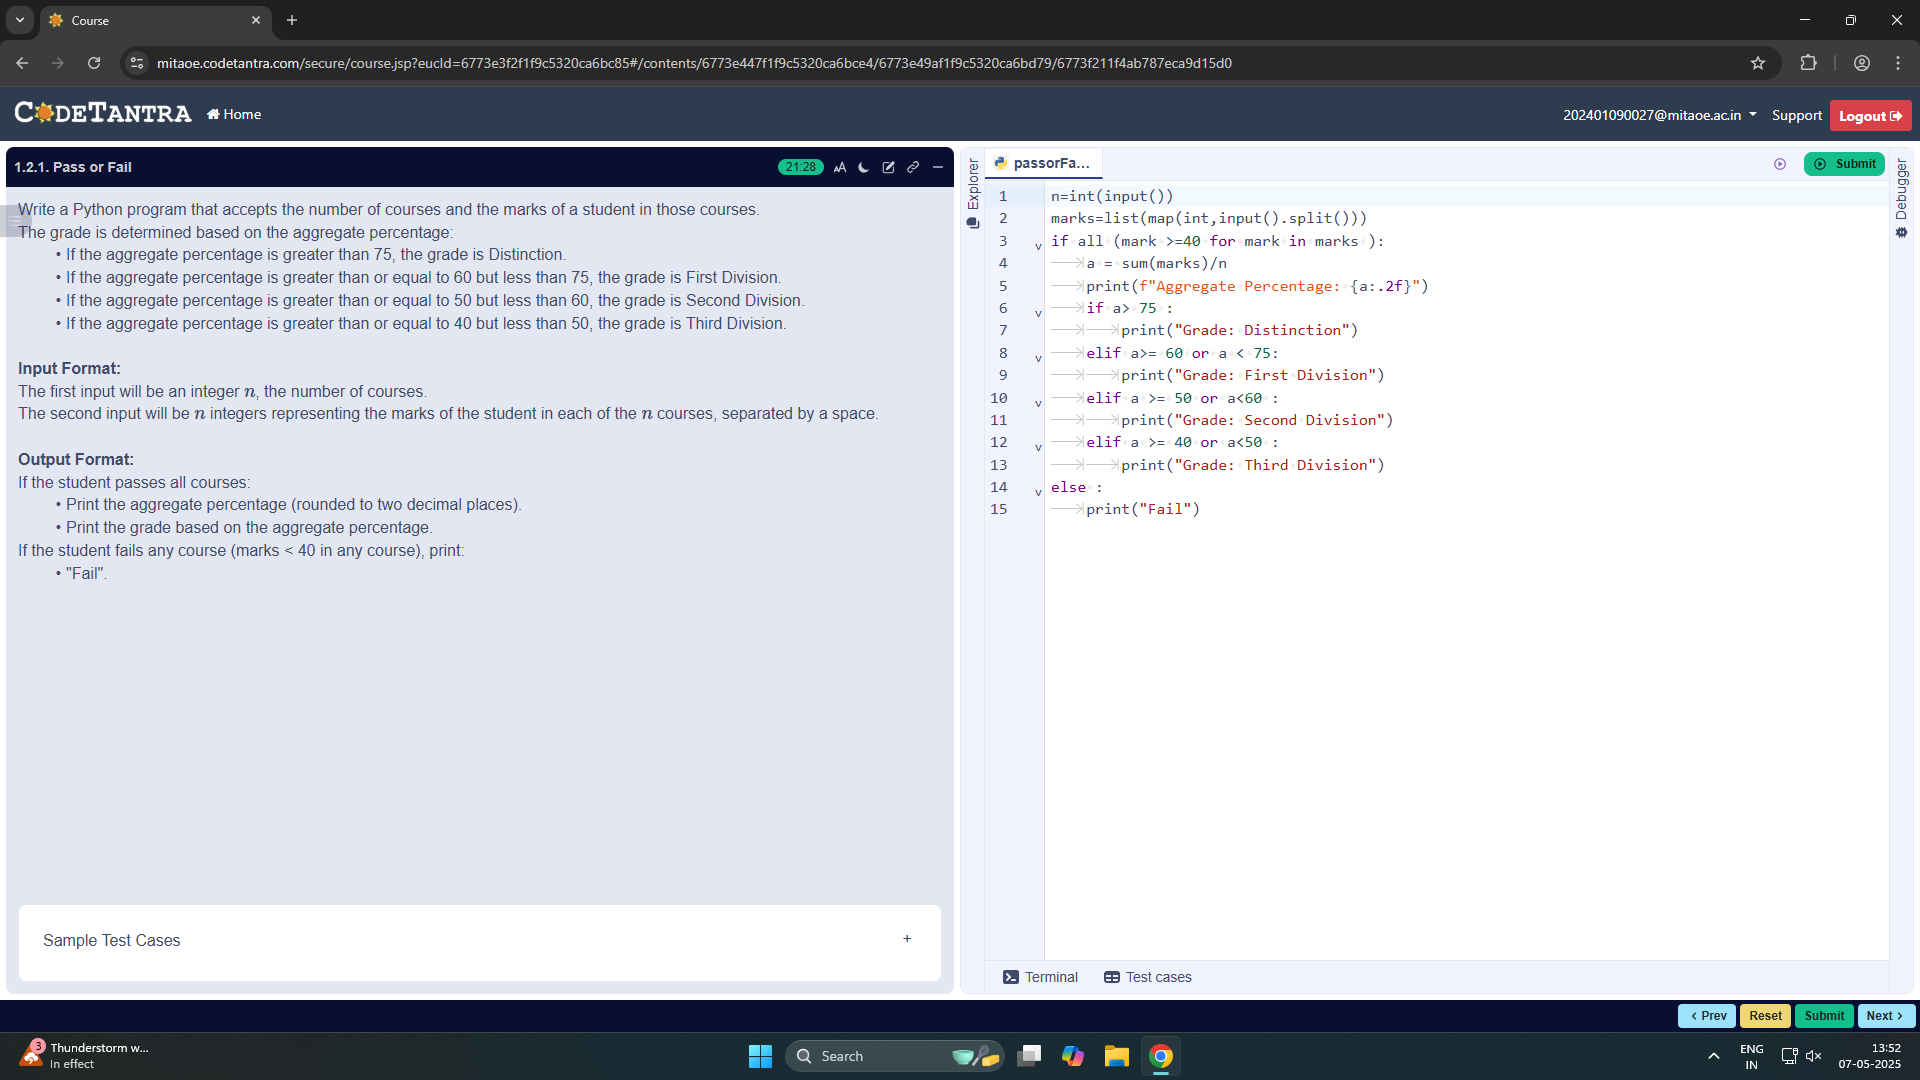 Course
mitaoe.codetantra.com/secure/course.jsp?eucId=6773e3f2f1f9c5320ca6bc85#/contents/6773e447f1f9c5320ca6bce4/6773e49af1f9c5320ca6bd79/6773f211f4ab787eca9d15d0
CODETANTRA
Home
202401090027@mitaoe.ac.in
Support
Logout
1.2.1. Pass or Fail
21:28
AA
Write a Python program that accepts the number of courses and the marks of a student in those courses.
The grade is determined based on the aggregate percentage:
• If the aggregate percentage is greater than 75, the grade is Distinction.
• If the aggregate percentage is greater than or equal to 60 but less than 75, the grade is First Division.
• If the aggregate percentage is greater than or equal to 50 but less than 60, the grade is Second Division.
• If the aggregate percentage is greater than or equal to 40 but less than 50, the grade is Third Division.
Input Format:
The first input will be an integer n, the number of courses.
The second input will be n integers representing the marks of the student in each of the n courses, separated by a space.
Output Format:
If the student passes all courses:
• Print the aggregate percentage (rounded to two decimal places).
• Print the grade based on the aggregate percentage.
If the student fails any course (marks < 40 in any course), print:
• "Fail".
Sample Test Cases
+
Explorer
passorFa...
Submit
Debugger
1 n=int(input())
2 marks=list(map(int,input().split()))
3 if all (mark >=40 for mark in marks ):
4 a = sum(marks)/n
5 print(f"Aggregate Percentage: {a:.2f}")
6 if a> 75 :
7 print("Grade: Distinction")
8 elif a>= 60 or a < 75:
9 print("Grade: First Division")
10 elif a >= 50 or a<60 :
11 print("Grade: Second Division")
12 elif a >= 40 or a<50 :
13 print("Grade: Third Division")
14 else :
15 print("Fail")
Terminal
Test cases
< Prev
Reset
Submit
Next >
3
Thunderstorm w...
In effect
Search
ENG
IN
13:52
07-05-2025